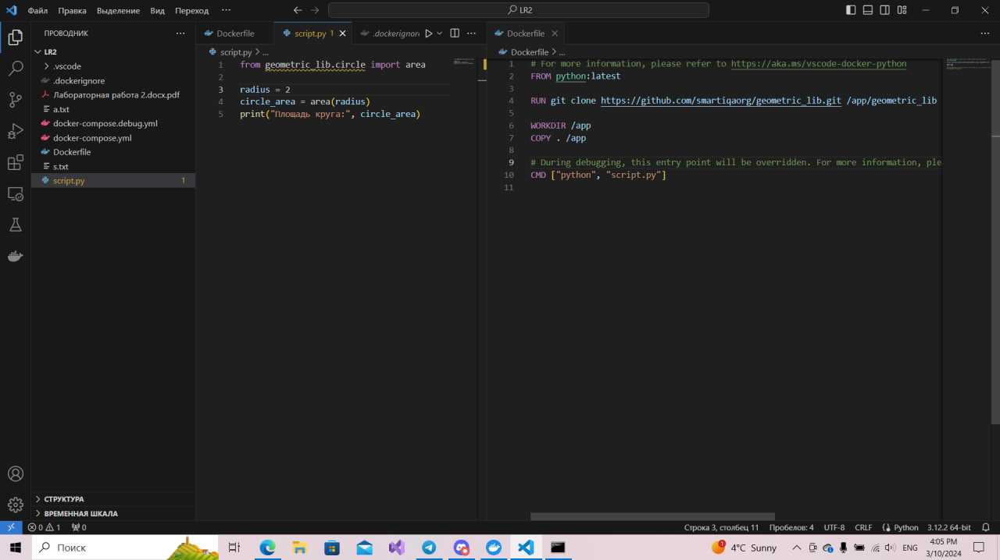 Файл Правка Выделение Вид Переход ··· LR2
ПРОВОДНИК ···
LR2
.vscode
.dockerignore
Лабораторная работа 2.docx.pdf
a.txt
docker-compose.debug.yml
docker-compose.yml
Dockerfile
s.txt
script.py 1
СТРУКТУРА
ВРЕМЕННАЯ ШКАЛА
Dockerfile script.py 1 .dockerignore ···
script.py > ...
1 from geometric_lib.circle import area
2
3 radius = 2
4 circle_area = area(radius)
5 print("Площадь круга:", circle_area)
Dockerfile ···
Dockerfile > ...
1 # For more information, please refer to https://aka.ms/vscode-docker-python
2 FROM python:latest
3
4 RUN git clone https://github.com/smartiqaorg/geometric_lib.git /app/geometric_lib
5
6 WORKDIR /app
7 COPY . /app
8
9 # During debugging, this entry point will be overridden. For more information, ple
10 CMD ["python", "script.py"]
11
0 1 0 Строка 3, столбец 11 Пробелов: 4 UTF-8 CRLF Python 3.12.2 64-bit
Поиск 1 4°C Sunny ENG 4:05 PM
3/10/2024